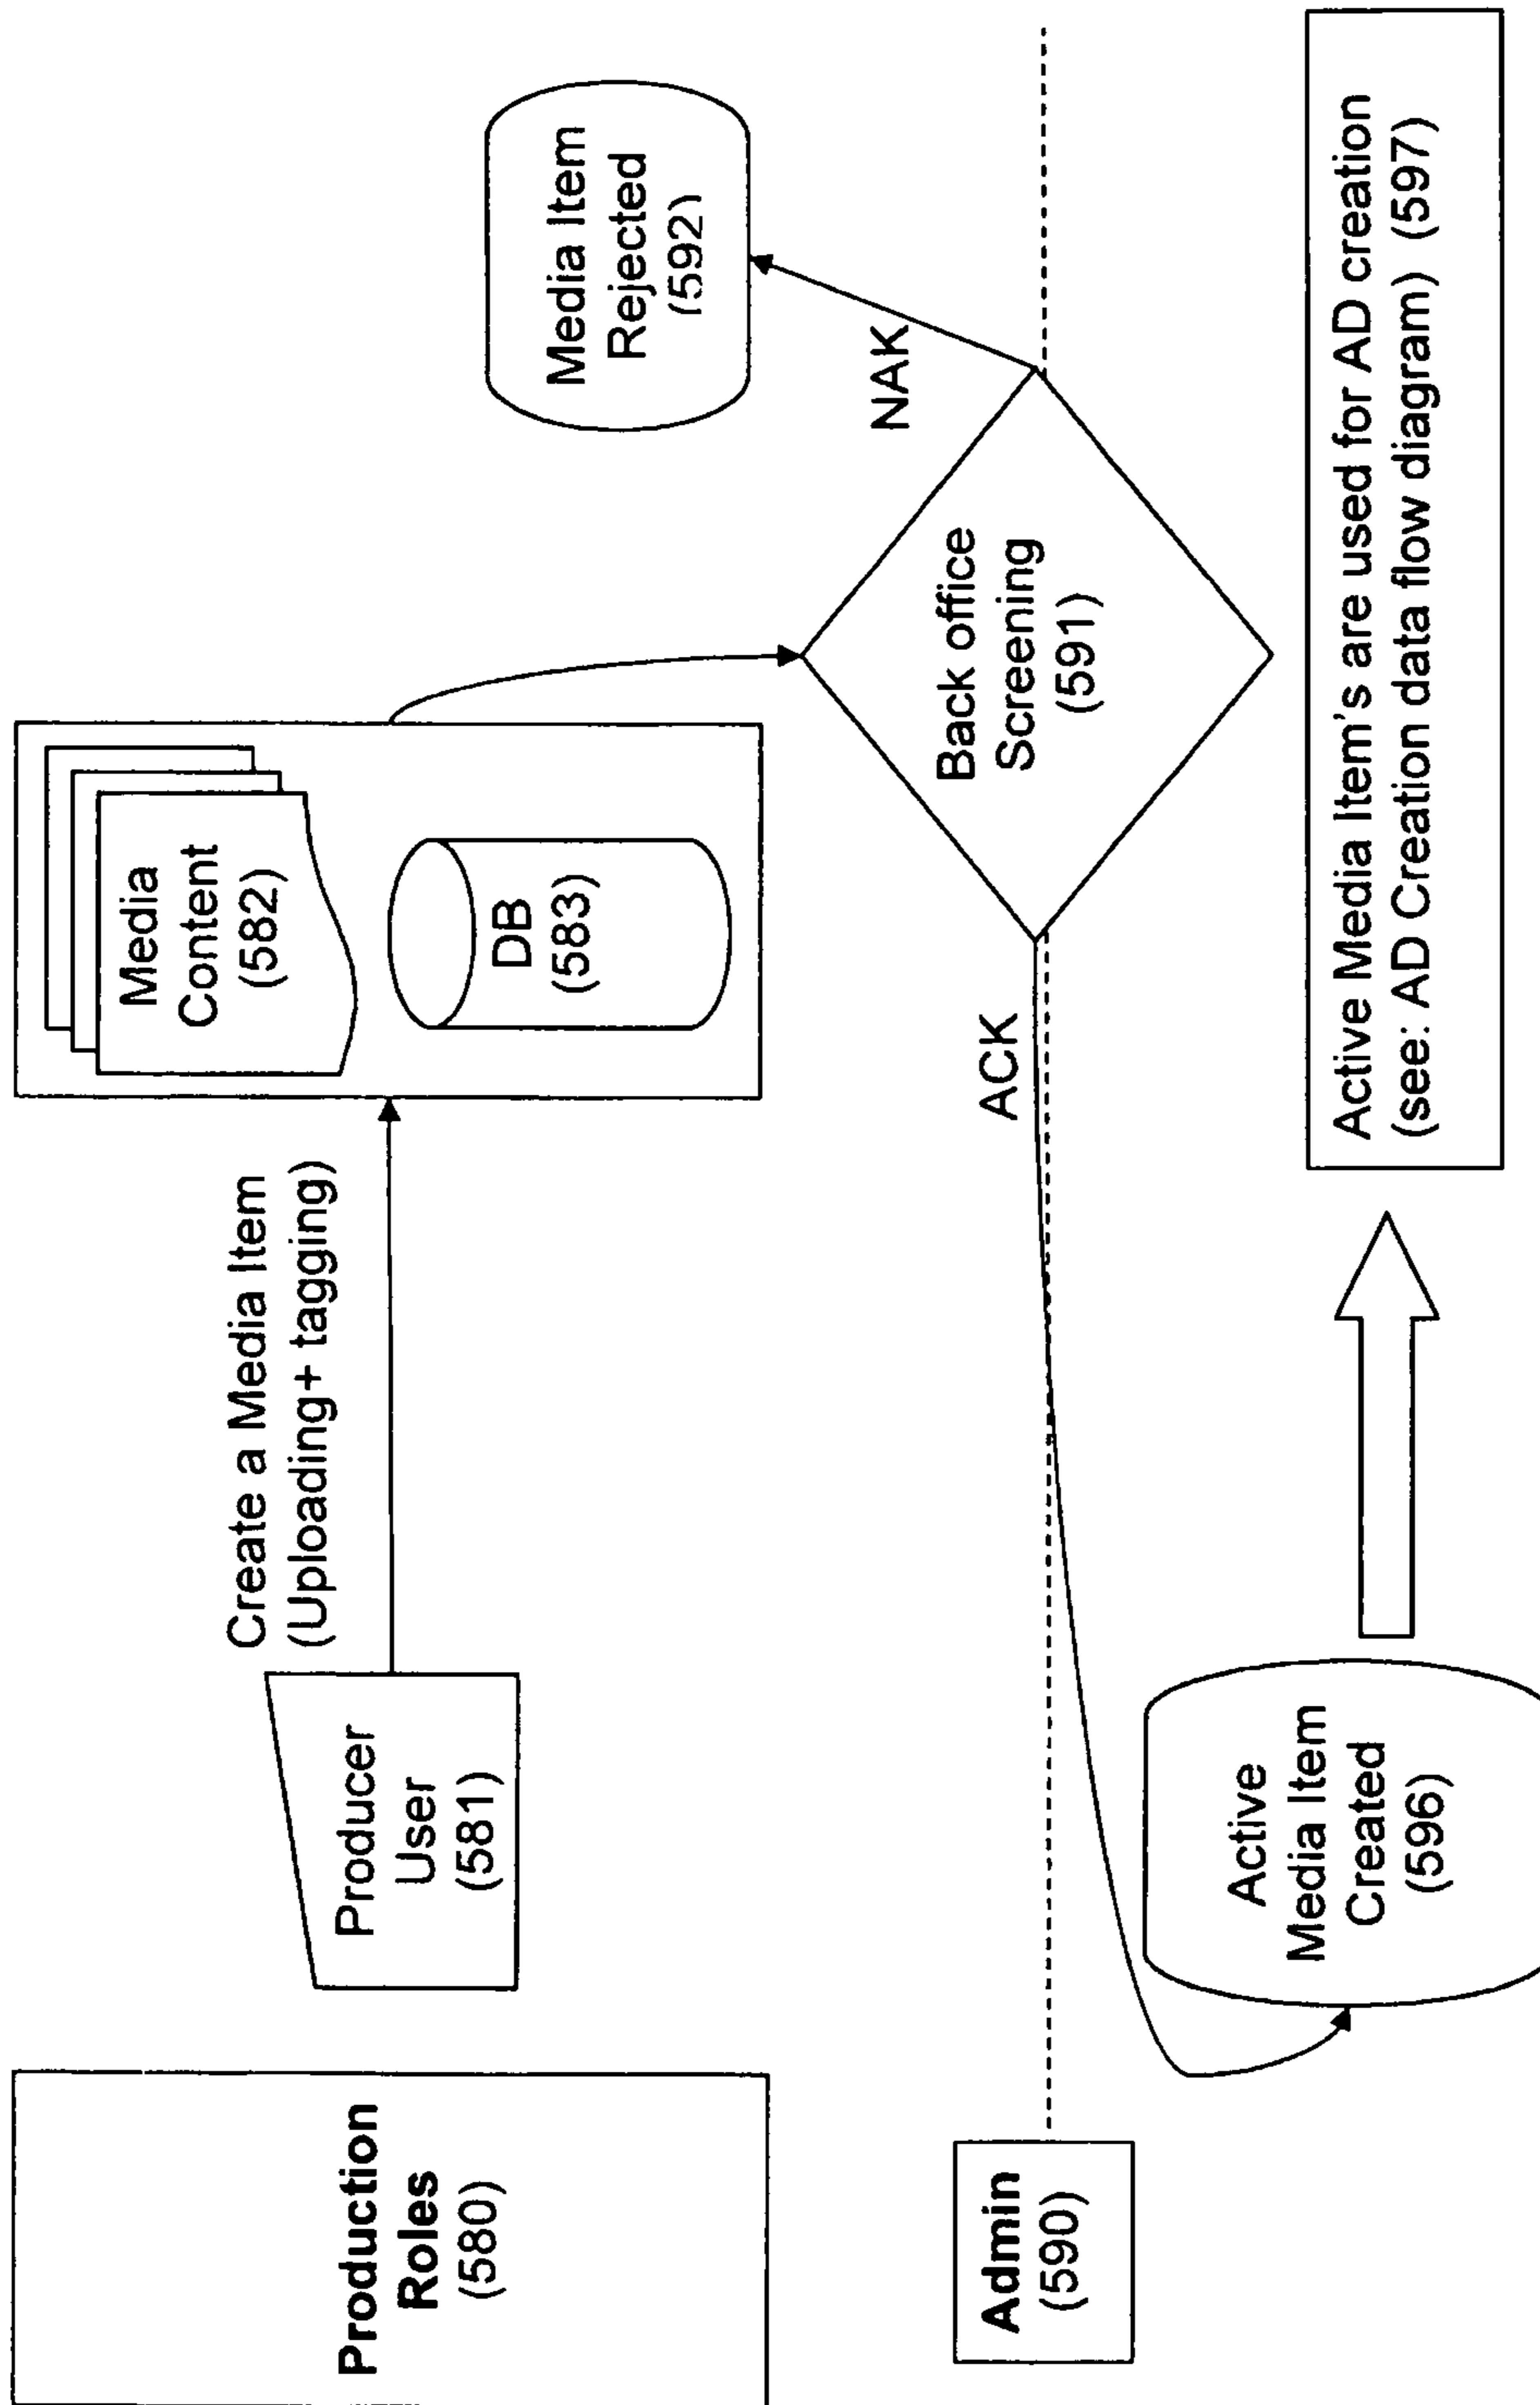 Production
Roles
(580)
Producer
User
(581)
Create a Media Item
(Uploading+ tagging)
Media
Content
(582)
DB
(583)
Media Item
Rejected
(592)
NAK
Admin
(590)
ACK
Back office
Screening
(591)
Active
Media Item
Created
(596)
Active Media Item's are used for AD creation
(see: AD Creation data flow diagram) (597)